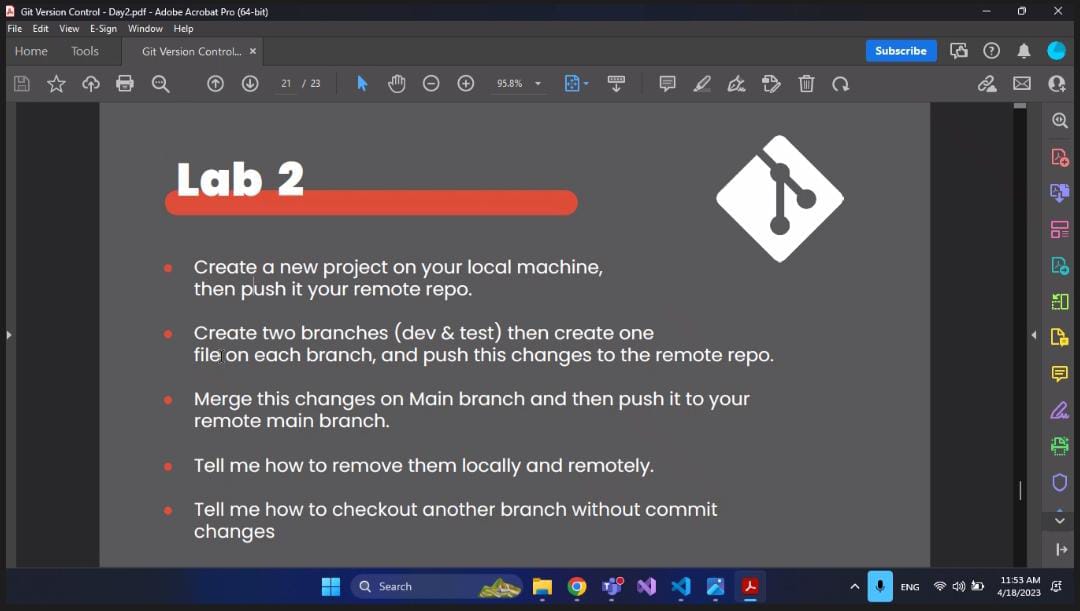 Git Version Control - Day2.pdf - Adobe Acrobat Pro (64-bit)
File Edit View E-Sign Window Help
Home Tools Git Version Control... × Subscribe
21 / 23 95.8%
Lab 2
Create a new project on your local machine,
then push it your remote repo.
Create two branches (dev & test) then create one
file on each branch, and push this changes to the remote repo.
Merge this changes on Main branch and then push it to your
remote main branch.
Tell me how to remove them locally and remotely.
Tell me how to checkout another branch without commit
changes
Search
ENG
11:53 AM
4/18/2023